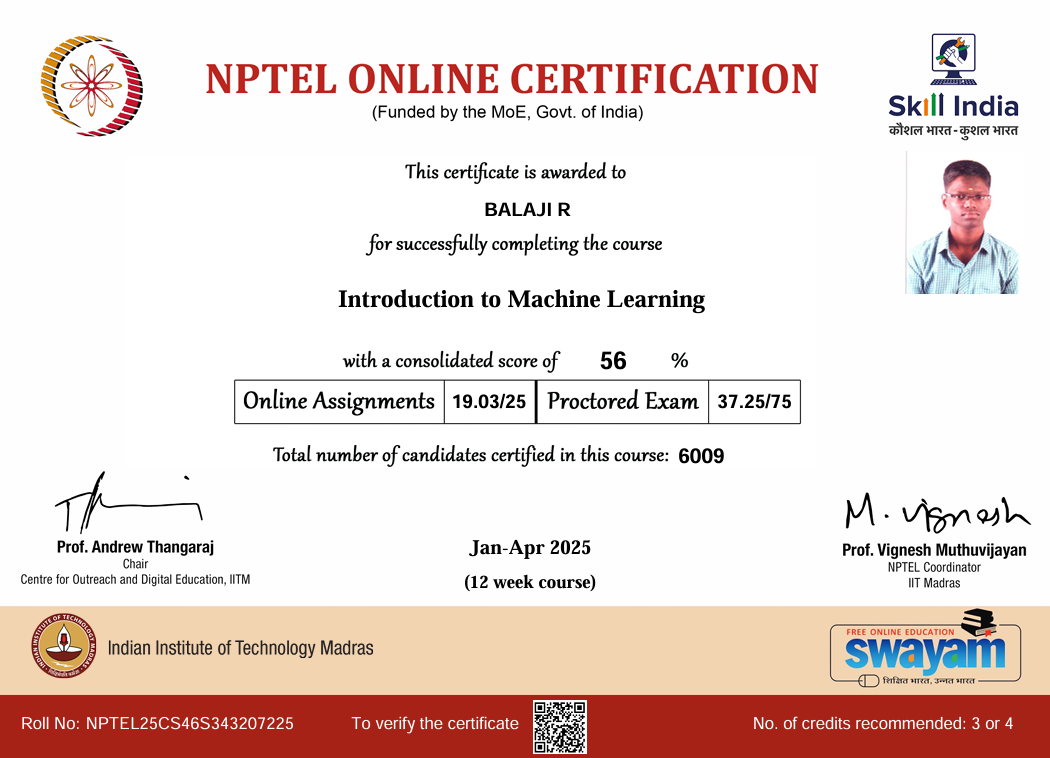 NPTEL ONLINE CERTIFICATION
(Funded by the MoE, Govt. of India)
Skill India
कौशल भारत - कुशल भारत
This certificate is awarded to
BALAJI R
for successfully completing the course
Introduction to Machine Learning
with a consolidated score of 56 %
Online Assignments 19.03/25 Proctored Exam 37.25/75
Total number of candidates certified in this course: 6009
M. Vignesh
Prof. Andrew Thangaraj
Chair
Centre for Outreach and Digital Education, IITM
Jan-Apr 2025
(12 week course)
Prof. Vignesh Muthuvijayan
NPTEL Coordinator
IIT Madras
INDIAN INSTITUTE OF TECHNOLOGY MADRAS
Indian Institute of Technology Madras
FREE ONLINE EDUCATION
swayam
शिक्षित भारत, उन्नत भारत
Roll No: NPTEL25CS46S343207225
To verify the certificate
No. of credits recommended: 3 or 4